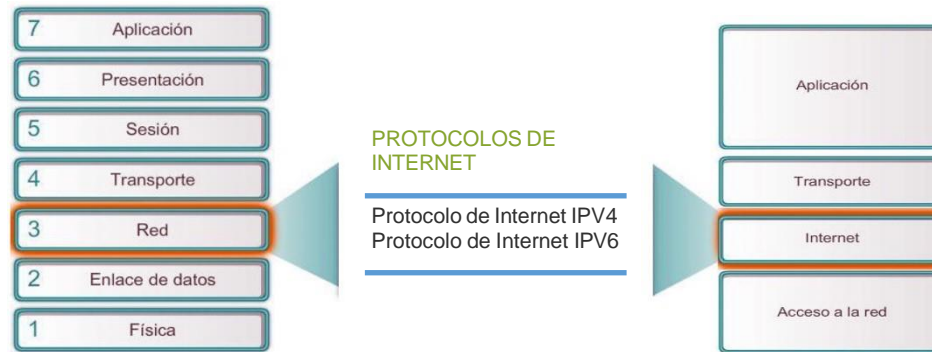 7 Aplicación
6 Presentación
5 Sesión
4 Transporte
3 Red
2 Enlace de datos
1 Física
PROTOCOLOS DE
INTERNET
Protocolo de Internet IPV4
Protocolo de Internet IPV6
Aplicación
Transporte
Internet
Acceso a la red